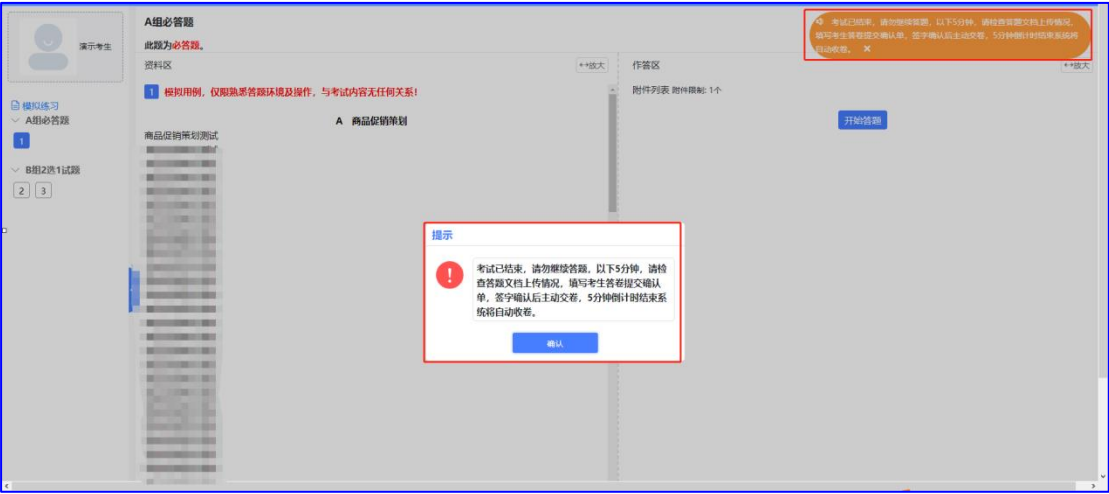 演示考生
模拟练习
A组必答题
1
B组2选1试题
2 3
A组必答题
此题为必答题。
资料区
↔放大
1 模拟用例，仅限熟悉答题环境及操作，与考试内容无任何关系！
A 商品促销策划
商品促销策划测试
考试已结束，请勿继续答题，以下5分钟，请检查答题文档上传情况，
填写考生答卷提交确认单，签字确认后主动交卷，5分钟倒计时结束系统将
自动收卷。 ×
作答区
↔放大
附件列表 附件限制: 1个
开始答题
提示
考试已结束，请勿继续答题，以下5分钟，请检
查答题文档上传情况，填写考生答卷提交确认
单，签字确认后主动交卷，5分钟倒计时结束系
统将自动收卷。
确认